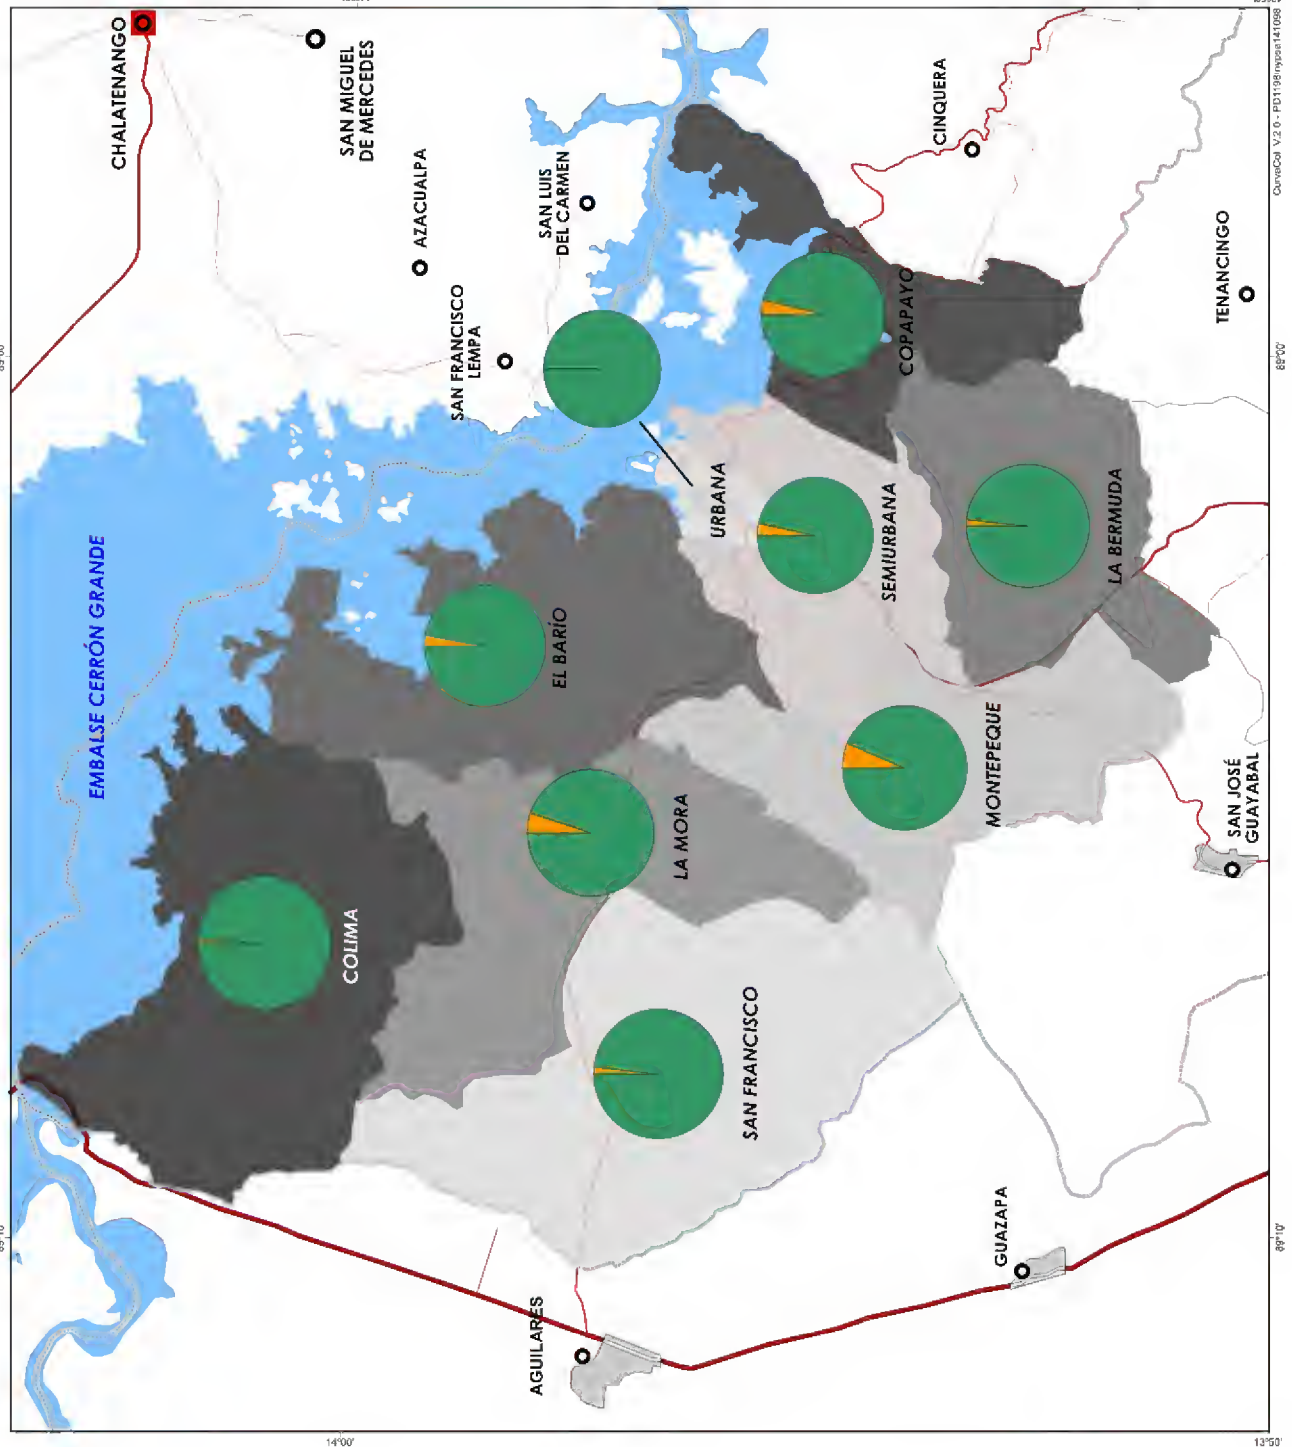 CHALATENANGO
SAN MIGUEL
DE MERCEDES
AZACUALPA
SAN LUIS
DEL CARMEN
SAN FRANCISCO
LEMPA
CINQUERA
TENANCINGO
EMBALSE CERRÓN GRANDE
COPAPAYO
URBANA
SEMIURBANA
LA BERMUDA
EL BARÍO
MONTEPEQUE
LA MORA
COLIMA
SAN FRANCISCO
SAN JOSÉ
GUAYABAL
GUAZAPA
AGUILARES
89°00'
89°10'
14°00'
13°50'